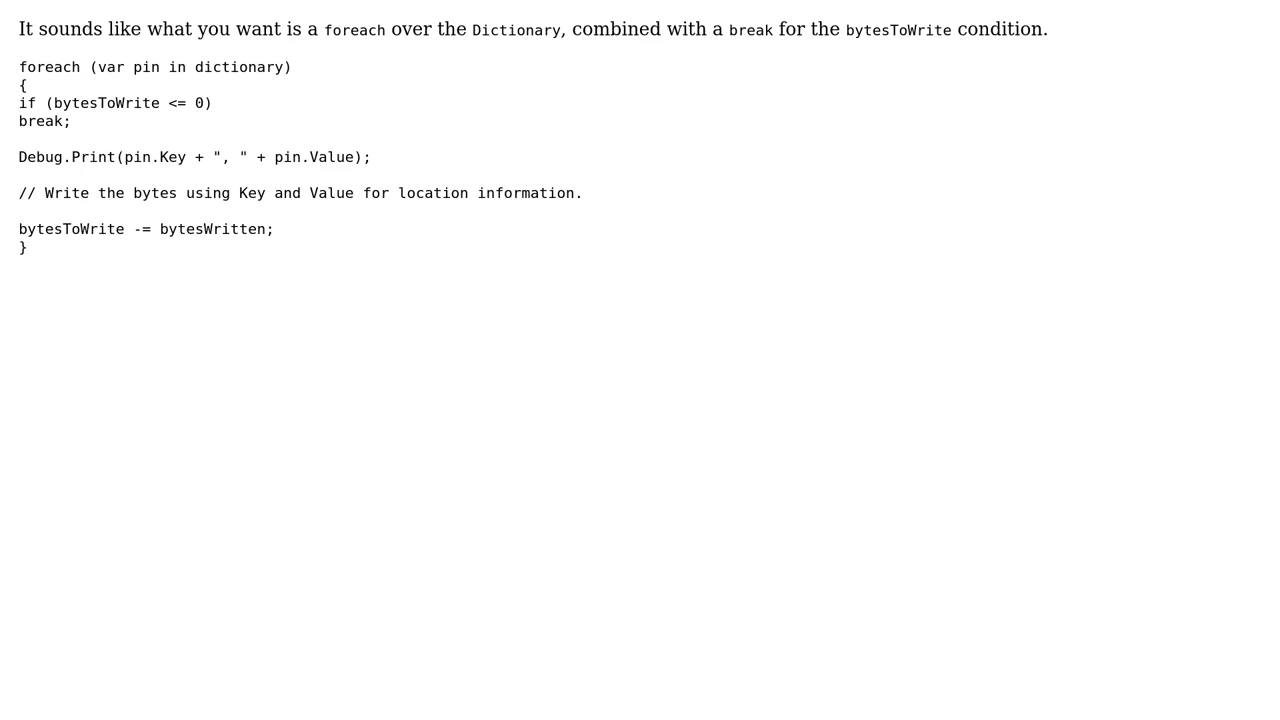 It sounds like what you want is a foreach over the Dictionary, combined with a break for the bytesToWrite condition.
foreach (var pin in dictionary)
{
if (bytesToWrite <= 0)
break;
Debug.Print(pin.Key + ", " + pin.Value);
// Write the bytes using Key and Value for location information.
bytesToWrite -= bytesWritten;
}